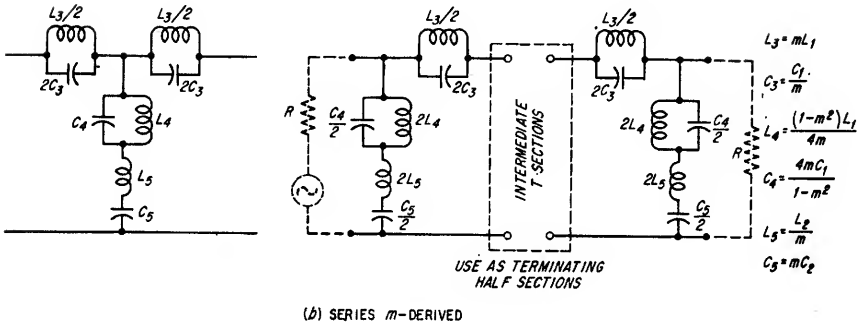 L3/2
L3/2
2C3
2C3
C4
L4
L5
C5
R
L3/2
2C3
C4/2
2L4
2L5
C5/2
INTERMEDIATE
T-SECTIONS
USE AS TERMINATING
HALF SECTIONS
L3/2
2C3
2L4
C4/2
2L5
C5/2
R
L3 = mL1
C3 = C1/m
L4 = (1-m²)L1/4m
C4 = 4mC1/1-m²
L5 = L2/m
C5 = mC2
(b) SERIES m-DERIVED